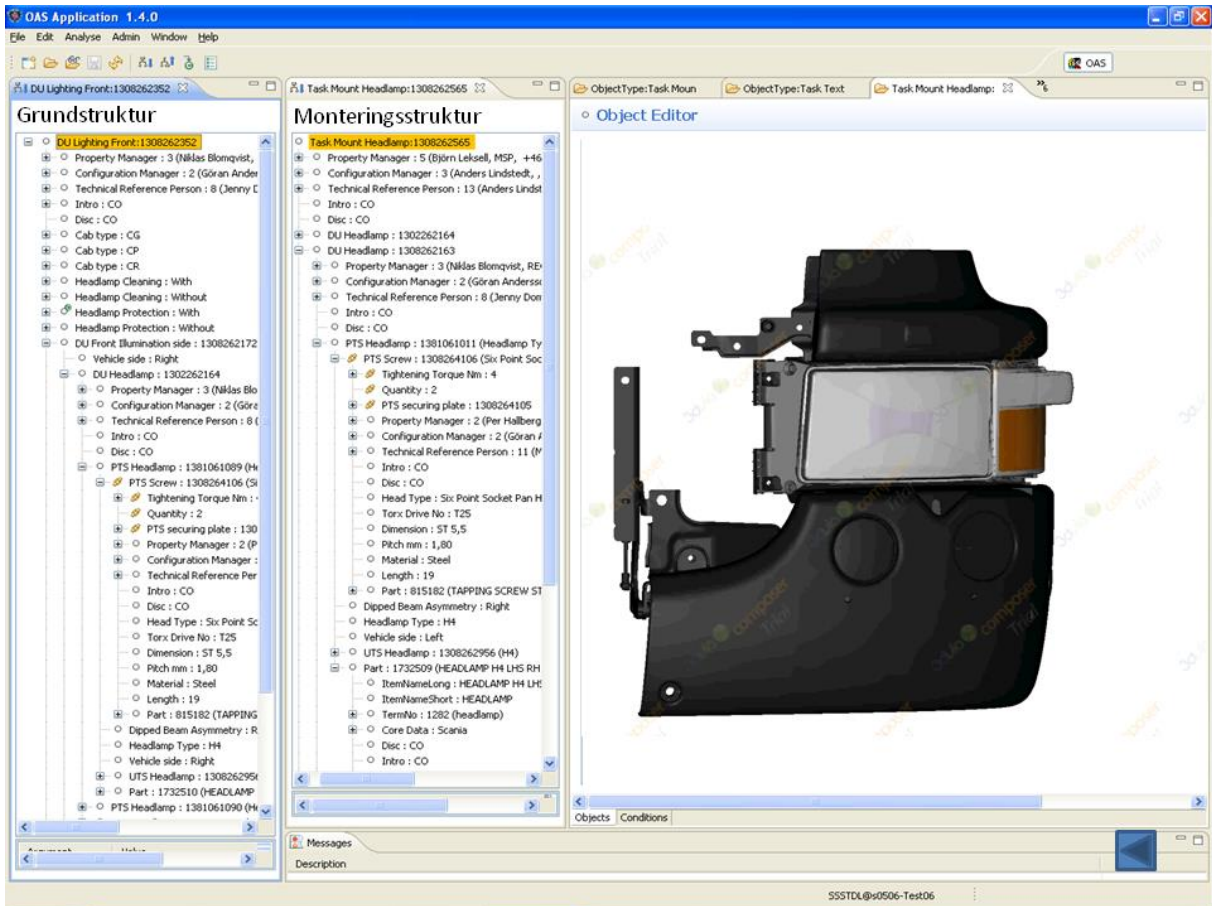 OAS Application 1.4.0
File Edit Analyse Admin Window Help
OAS
DU Lighting Front:1308262352
Grundstruktur
DU Lighting Front:1308262352
Property Manager : 3 (Niklas Blomqvist,
Configuration Manager : 2 (Göran Ander
Technical Reference Person : 8 (Jenny D
Intro : CO
Disc : CO
Cab type : CG
Cab type : CP
Cab type : CR
Headlamp Cleaning : With
Headlamp Cleaning : Without
Headlamp Protection : With
Headlamp Protection : Without
DU Front Illumination side : 1308262172
Vehicle side : Right
DU Headlamp : 1302262164
Property Manager : 3 (Niklas Blo
Configuration Manager : 2 (Göra
Technical Reference Person : 8 (
Intro : CO
Disc : CO
PTS Headlamp : 1381061089 (He
PTS Screw : 1308264106 (Si
Tightening Torque Nm :
Quantity : 2
PTS securing plate : 130
Property Manager : 2 (P
Configuration Manager :
Technical Reference Per
Intro : CO
Disc : CO
Head Type : Six Point Sc
Torx Drive No : T25
Dimension : ST 5,5
Pitch mm : 1,80
Material : Steel
Length : 19
Part : 815182 (TAPPING
Dipped Beam Asymmetry : R
Headlamp Type : H4
Vehicle side : Right
UTS Headlamp : 130826295
Part : 1732510 (HEADLAMP
PTS Headlamp : 1381061090 (He
Task Mount Headlamp:1308262565
Monteringsstruktur
Task Mount Headlamp:1308262565
Property Manager : 5 (Björn Leksell, MSP, +46
Configuration Manager : 3 (Anders Lindstedt, ,
Technical Reference Person : 13 (Anders Lindst
Intro : CO
Disc : CO
DU Headlamp : 1302262164
DU Headlamp : 1308262163
Property Manager : 3 (Niklas Blomqvist, RE
Configuration Manager : 2 (Göran Anderss
Technical Reference Person : 8 (Jenny Dom
Intro : CO
Disc : CO
PTS Headlamp : 1381061011 (Headlamp Ty
PTS Screw : 1308264106 (Six Point Soc
Tightening Torque Nm : 4
Quantity : 2
PTS securing plate : 1308264105
Property Manager : 2 (Per Hallberg
Configuration Manager : 2 (Göran A
Technical Reference Person : 11 (M
Intro : CO
Disc : CO
Head Type : Six Point Socket Pan H
Torx Drive No : T25
Dimension : ST 5,5
Pitch mm : 1,80
Material : Steel
Length : 19
Part : 815182 (TAPPING SCREW ST
Dipped Beam Asymmetry : Right
Headlamp Type : H4
Vehicle side : Left
UTS Headlamp : 1308262956 (H4)
Part : 1732509 (HEADLAMP H4 LHS RH
ItemNameLong : HEADLAMP H4 LHS
ItemNameShort : HEADLAMP
TermNo : 1282 (headlamp)
Core Data : Scania
Disc : CO
Intro : CO
ObjectType:Task Moun
ObjectType:Task Text
Task Mount Headlamp:
Object Editor
composer
Trial
Objects Conditions
Messages
Description
SSSTDL@s0506-Test06